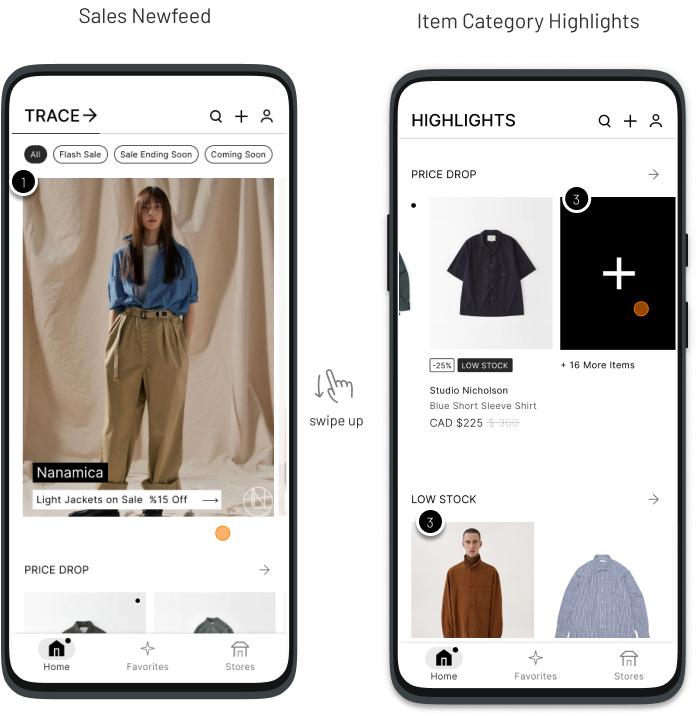 Sales Newfeed
TRACE
All
Flash Sale
Sale Ending Soon
Coming Soon
1
Nanamica
Light Jackets on Sale %15 Off
PRICE DROP
Home
Favorites
Stores
swipe up
Item Category Highlights
HIGHLIGHTS
PRICE DROP
3
-25% LOW STOCK
+ 16 More Items
Studio Nicholson
Blue Short Sleeve Shirt
CAD $225 $ 300
LOW STOCK
3
Home
Favorites
Stores